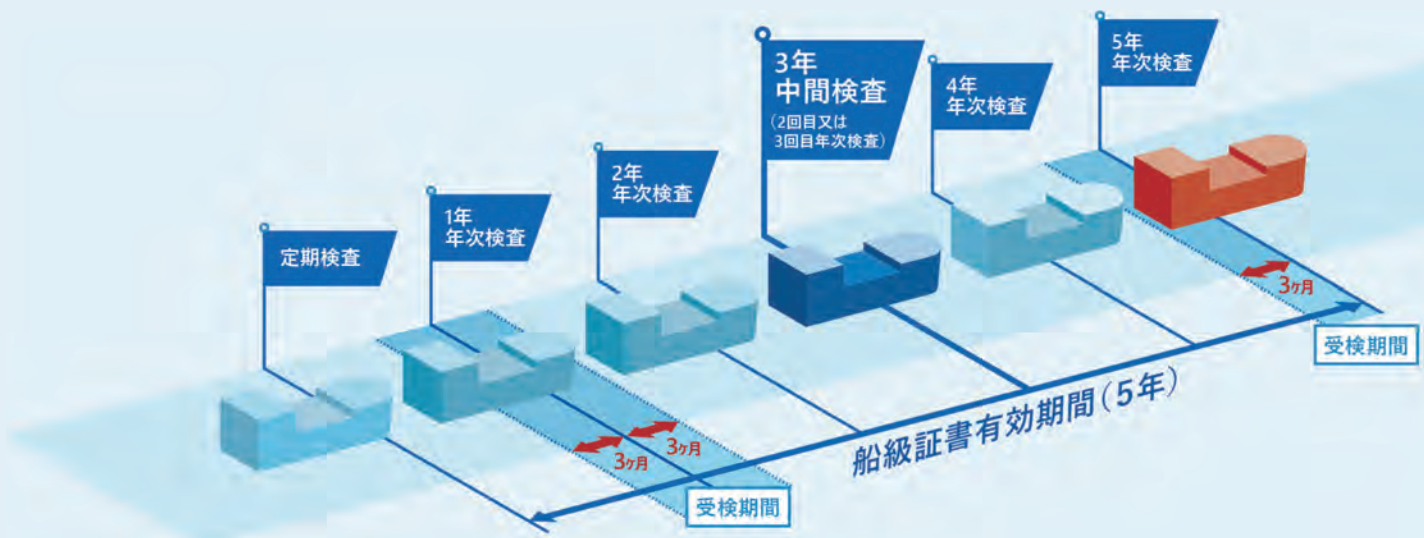 定期検査
1年
年次検査
2年
年次検査
3年
中間検査
(2回目又は
3回目年次検査)
4年
年次検査
5年
年次検査
3ヶ月
3ヶ月
受検期間
船級証書有効期間(5年)
3ヶ月
受検期間